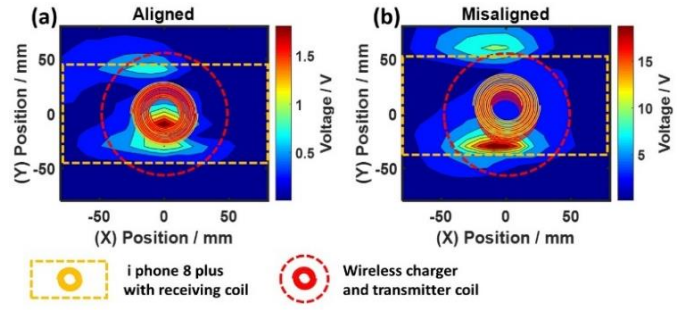 (a) Aligned
(b) Misaligned
(Y) Position / mm
50
0
-50
-50
0
50
(X) Position / mm
1.5
1
0.5
Voltage / V
(Y) Position / mm
50
0
-50
-50
0
50
(X) Position / mm
15
10
5
Voltage / V
i phone 8 plus
with receiving coil
Wireless charger
and transmitter coil